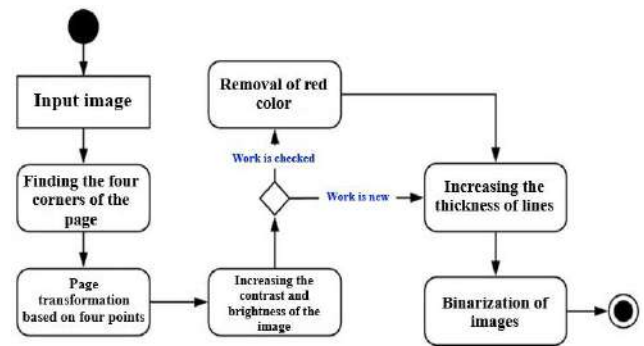 Input image
Finding the four
corners of the
page
Page
transformation
based on four points
Increasing the
contrast and
brightness of the
image
Work is checked
Work is new
Removal of red
color
Increasing the
thickness of lines
Binarization of
images